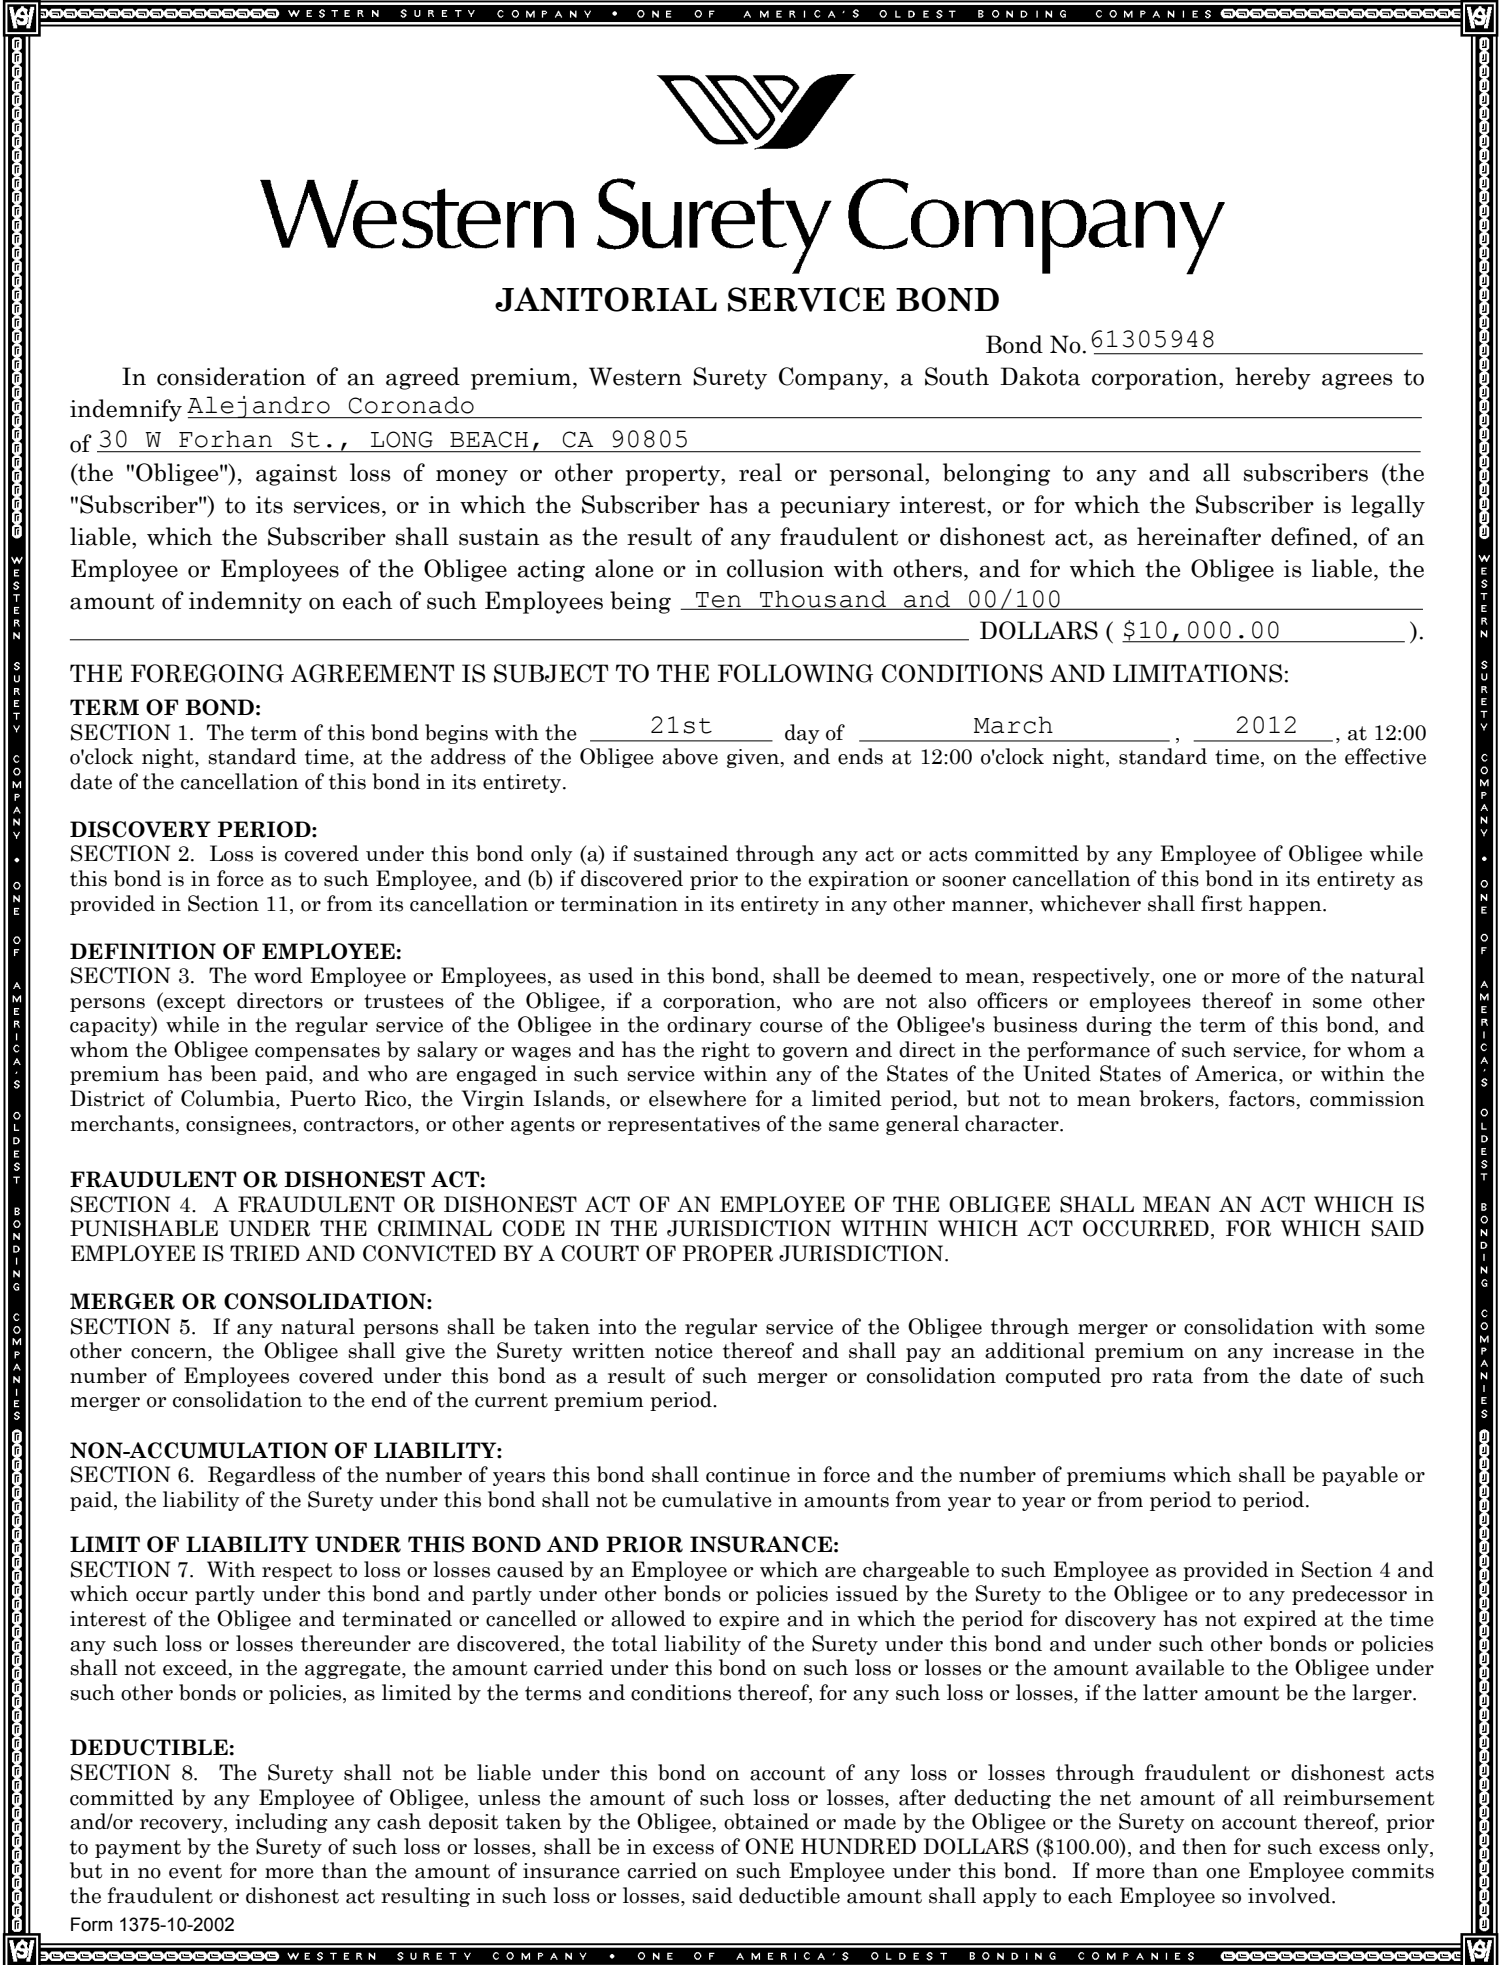 WESTERN SURETY COMPANY • ONE OF AMERICA'S OLDEST BONDING COMPANIES
Western Surety Company
JANITORIAL SERVICE BOND
Bond No. 61305948
In consideration of an agreed premium, Western Surety Company, a South Dakota corporation, hereby agrees to
indemnify Alejandro Coronado
of 30 W Forhan St., LONG BEACH, CA 90805
(the "Obligee"), against loss of money or other property, real or personal, belonging to any and all subscribers (the
"Subscriber") to its services, or in which the Subscriber has a pecuniary interest, or for which the Subscriber is legally
liable, which the Subscriber shall sustain as the result of any fraudulent or dishonest act, as hereinafter defined, of an
Employee or Employees of the Obligee acting alone or in collusion with others, and for which the Obligee is liable, the
amount of indemnity on each of such Employees being Ten Thousand and 00/100
DOLLARS ( $10,000.00 ).
THE FOREGOING AGREEMENT IS SUBJECT TO THE FOLLOWING CONDITIONS AND LIMITATIONS:
TERM OF BOND:
SECTION 1. The term of this bond begins with the 21st day of March , 2012 , at 12:00
o'clock night, standard time, at the address of the Obligee above given, and ends at 12:00 o'clock night, standard time, on the effective
date of the cancellation of this bond in its entirety.
DISCOVERY PERIOD:
SECTION 2. Loss is covered under this bond only (a) if sustained through any act or acts committed by any Employee of Obligee while
this bond is in force as to such Employee, and (b) if discovered prior to the expiration or sooner cancellation of this bond in its entirety as
provided in Section 11, or from its cancellation or termination in its entirety in any other manner, whichever shall first happen.
DEFINITION OF EMPLOYEE:
SECTION 3. The word Employee or Employees, as used in this bond, shall be deemed to mean, respectively, one or more of the natural
persons (except directors or trustees of the Obligee, if a corporation, who are not also officers or employees thereof in some other
capacity) while in the regular service of the Obligee in the ordinary course of the Obligee's business during the term of this bond, and
whom the Obligee compensates by salary or wages and has the right to govern and direct in the performance of such service, for whom a
premium has been paid, and who are engaged in such service within any of the States of the United States of America, or within the
District of Columbia, Puerto Rico, the Virgin Islands, or elsewhere for a limited period, but not to mean brokers, factors, commission
merchants, consignees, contractors, or other agents or representatives of the same general character.
FRAUDULENT OR DISHONEST ACT:
SECTION 4. A FRAUDULENT OR DISHONEST ACT OF AN EMPLOYEE OF THE OBLIGEE SHALL MEAN AN ACT WHICH IS
PUNISHABLE UNDER THE CRIMINAL CODE IN THE JURISDICTION WITHIN WHICH ACT OCCURRED, FOR WHICH SAID
EMPLOYEE IS TRIED AND CONVICTED BY A COURT OF PROPER JURISDICTION.
MERGER OR CONSOLIDATION:
SECTION 5. If any natural persons shall be taken into the regular service of the Obligee through merger or consolidation with some
other concern, the Obligee shall give the Surety written notice thereof and shall pay an additional premium on any increase in the
number of Employees covered under this bond as a result of such merger or consolidation computed pro rata from the date of such
merger or consolidation to the end of the current premium period.
NON-ACCUMULATION OF LIABILITY:
SECTION 6. Regardless of the number of years this bond shall continue in force and the number of premiums which shall be payable or
paid, the liability of the Surety under this bond shall not be cumulative in amounts from year to year or from period to period.
LIMIT OF LIABILITY UNDER THIS BOND AND PRIOR INSURANCE:
SECTION 7. With respect to loss or losses caused by an Employee or which are chargeable to such Employee as provided in Section 4 and
which occur partly under this bond and partly under other bonds or policies issued by the Surety to the Obligee or to any predecessor in
interest of the Obligee and terminated or cancelled or allowed to expire and in which the period for discovery has not expired at the time
any such loss or losses thereunder are discovered, the total liability of the Surety under this bond and under such other bonds or policies
shall not exceed, in the aggregate, the amount carried under this bond on such loss or losses or the amount available to the Obligee under
such other bonds or policies, as limited by the terms and conditions thereof, for any such loss or losses, if the latter amount be the larger.
DEDUCTIBLE:
SECTION 8. The Surety shall not be liable under this bond on account of any loss or losses through fraudulent or dishonest acts
committed by any Employee of Obligee, unless the amount of such loss or losses, after deducting the net amount of all reimbursement
and/or recovery, including any cash deposit taken by the Obligee, obtained or made by the Obligee or the Surety on account thereof, prior
to payment by the Surety of such loss or losses, shall be in excess of ONE HUNDRED DOLLARS ($100.00), and then for such excess only,
but in no event for more than the amount of insurance carried on such Employee under this bond. If more than one Employee commits
the fraudulent or dishonest act resulting in such loss or losses, said deductible amount shall apply to each Employee so involved.
Form 1375-10-2002
WESTERN SURETY COMPANY • ONE OF AMERICA'S OLDEST BONDING COMPANIES
WESTERN SURETY COMPANY • ONE OF AMERICA'S OLDEST BONDING COMPANIES
WESTERN SURETY COMPANY • ONE OF AMERICA'S OLDEST BONDING COMPANIES